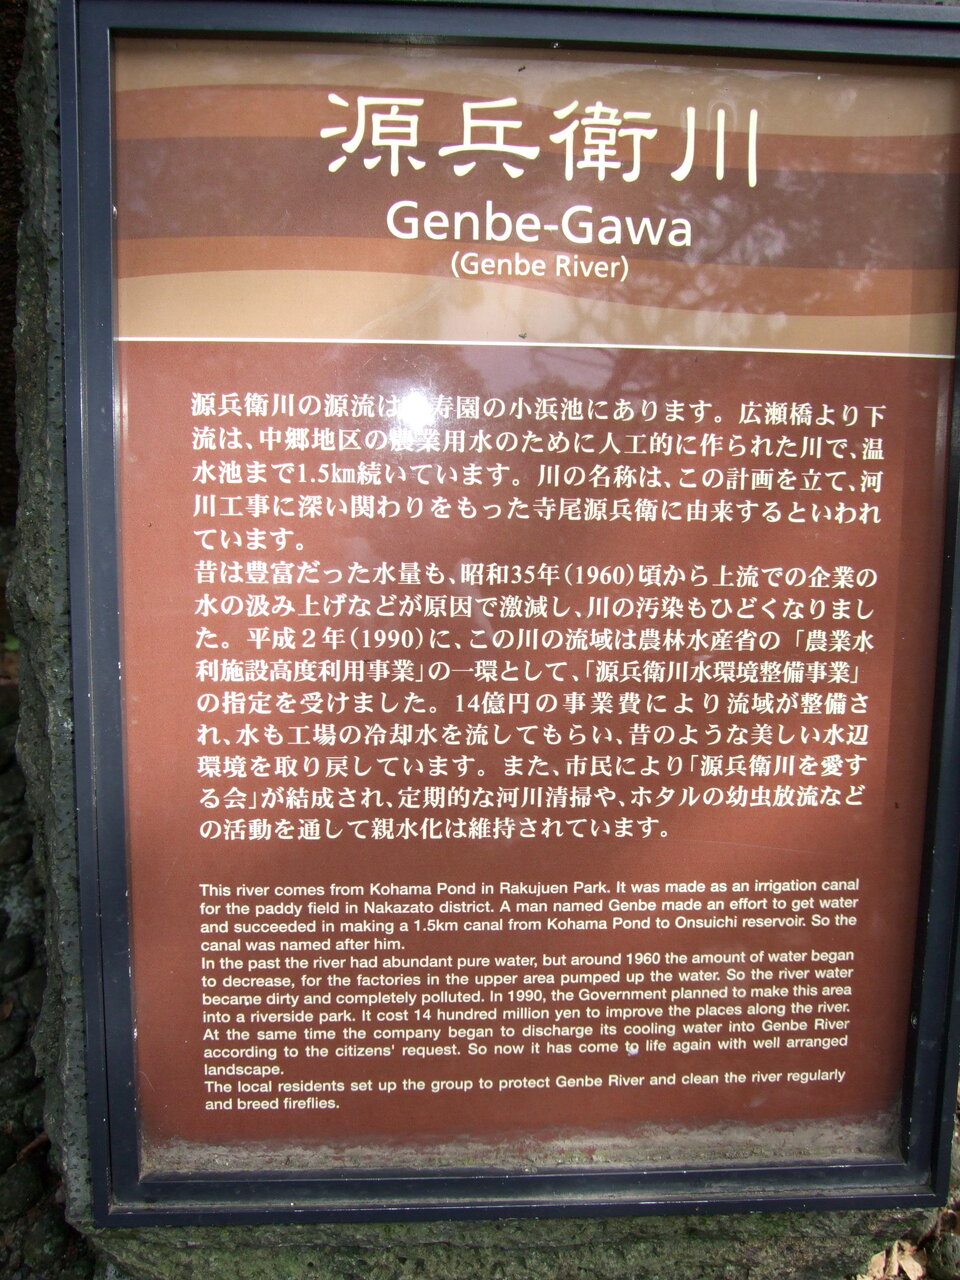 源兵衛川
Genbe-Gawa
(Genbe River)
源兵衛川の源流は寿園の小浜池にあります。広瀬橋より下
流は、中郷地区の農業用水のために人工的に作られた川で、温
水池まで1.5㎞続いています。川の名称は、この計画を立て、河
川工事に深い関わりをもった寺尾源兵衛に由来するといわれ
ています。
昔は豊富だった水量も、昭和35年(1960)頃から上流での企業の
水の汲み上げなどが原因で激減し、川の汚染もひどくなりまし
た。平成2年(1990)に、この川の流域は農林水産省の「農業水
利施設高度利用事業」の一環として、「源兵衛川水環境整備事業」
の指定を受けました。14億円の事業費により流域が整備さ
れ、水も工場の冷却水を流してもらい、昔のような美しい水辺
環境を取り戻しています。また、市民により「源兵衛川を愛す
る会」が結成され、定期的な河川清掃や、ホタルの幼虫放流など
の活動を通して親水化は維持されています。
This river comes from Kohama Pond in Rakujuen Park. It was made as an irrigation canal
for the paddy field in Nakazato district. A man named Genbe made an effort to get water
and succeeded in making a 1.5km canal from Kohama Pond to Onsuichi reservoir. So the
canal was named after him.
In the past the river had abundant pure water, but around 1960 the amount of water began
to decrease, for the factories in the upper area pumped up the water. So the river water
became dirty and completely polluted. In 1990, the Government planned to make this area
into a riverside park. It cost 14 hundred million yen to improve the places along the river.
At the same time the company began to discharge its cooling water into Genbe River
according to the citizens' request. So now it has come to life again with well arranged
landscape.
The local residents set up the group to protect Genbe River and clean the river regularly
and breed fireflies.